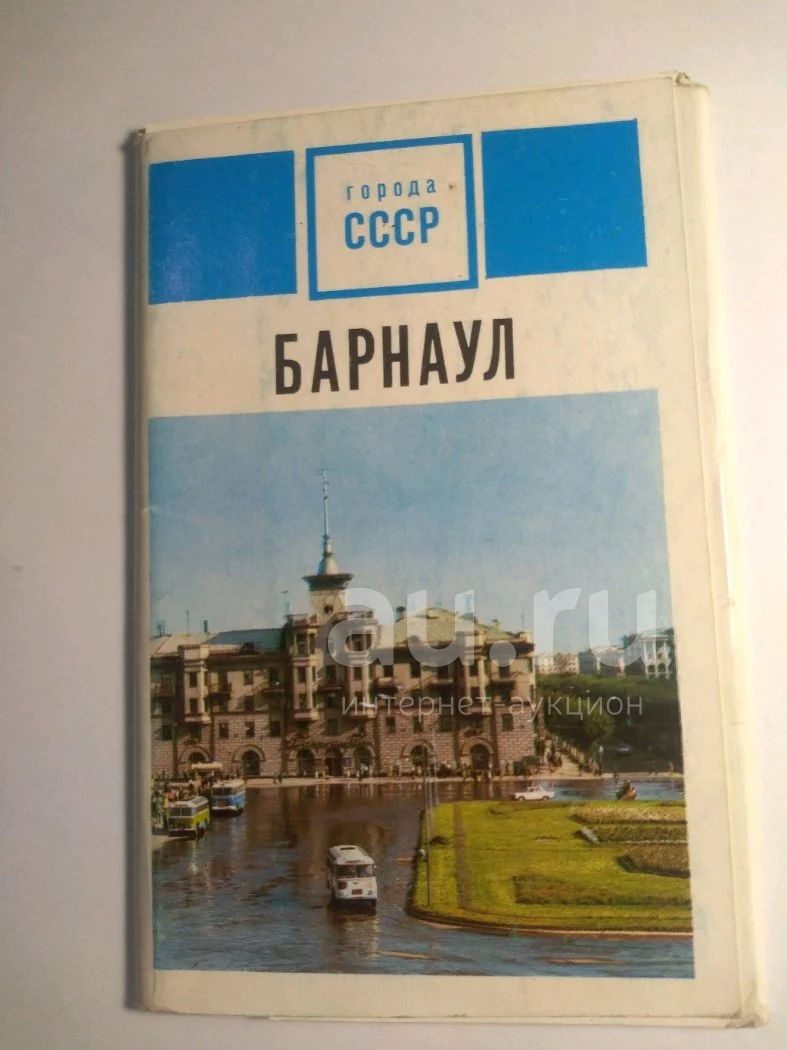 города
СССР
БАРНАУЛ
au.ru
интернет-аукцион